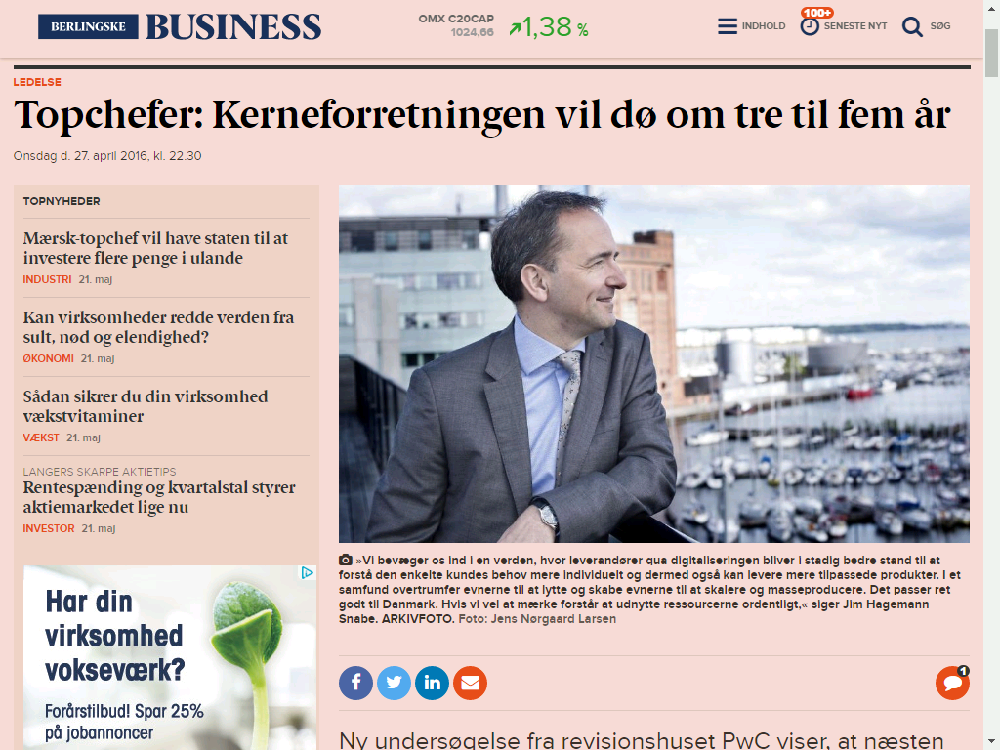 BERLINGSKE BUSINESS
OMX C20CAP
1024,66
1,38 %
INDHOLD
100+
SENESTE NYT
SØG
LEDELSE
Topchefer: Kerneforretningen vil dø om tre til fem år
Onsdag d. 27. april 2016, kl. 22.30
TOPNYHEDER
Mærsk-topchef vil have staten til at
investere flere penge i ulande
INDUSTRI 21. maj
Kan virksomheder redde verden fra
sult, nød og elendighed?
ØKONOMI 21. maj
Sådan sikrer du din virksomhed
vækstvitaminer
VÆKST 21. maj
LANGERS SKARPE AKTIETIPS
Rentespænding og kvartalstal styrer
aktiemarkedet lige nu
INVESTOR 21. maj
Har din
virksomhed
vokseværk?
Forårstilbud! Spar 25%
på jobannoncer
»Vi bevæger os ind i en verden, hvor leverandører qua digitaliseringen bliver i stadig bedre stand til at
forstå den enkelte kundes behov mere individuelt og dermed også kan levere mere tilpassede produkter. I et
samfund overtrumfer evnerne til at lytte og skabe evnerne til at skalere og masseproducere. Det passer ret
godt til Danmark. Hvis vi vel at mærke forstår at udnytte ressourcerne ordentligt,« siger Jim Hagemann
Snabe. ARKIVFOTO. Foto: Jens Nørgaard Larsen
1
Ny undersøgelse fra revisionshuset PwC viser, at næsten